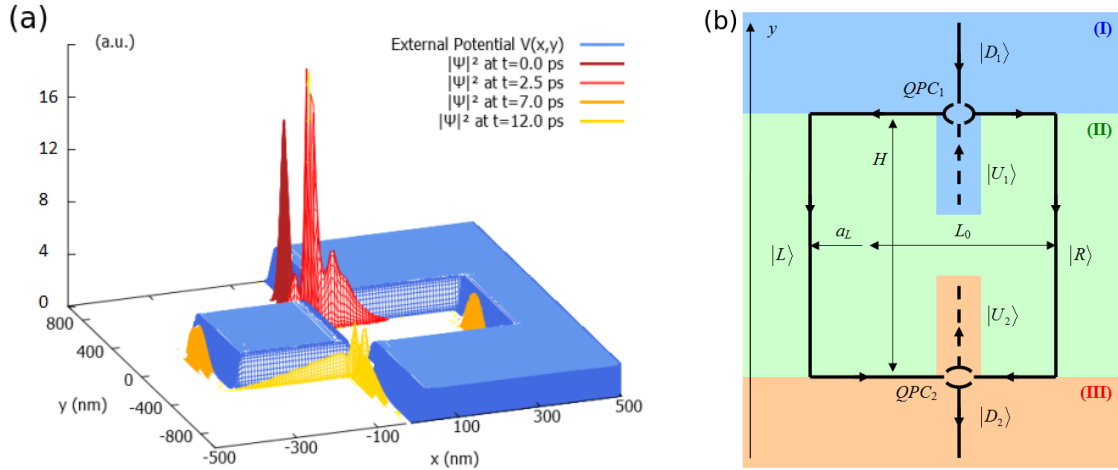 (a)
(a.u.)
External Potential V(x,y)
|Ψ|² at t=0.0 ps
|Ψ|² at t=2.5 ps
|Ψ|² at t=7.0 ps
|Ψ|² at t=12.0 ps
16
12
8
4
0
800
400
0
-400
-800
y (nm)
-500
-300
-100
100
300
500
x (nm)
(b)
y
(I)
|D₁⟩
QPC₁
(II)
H
|U₁⟩
a_L
L₀
|L⟩
|R⟩
|U₂⟩
QPC₂
(III)
|D₂⟩